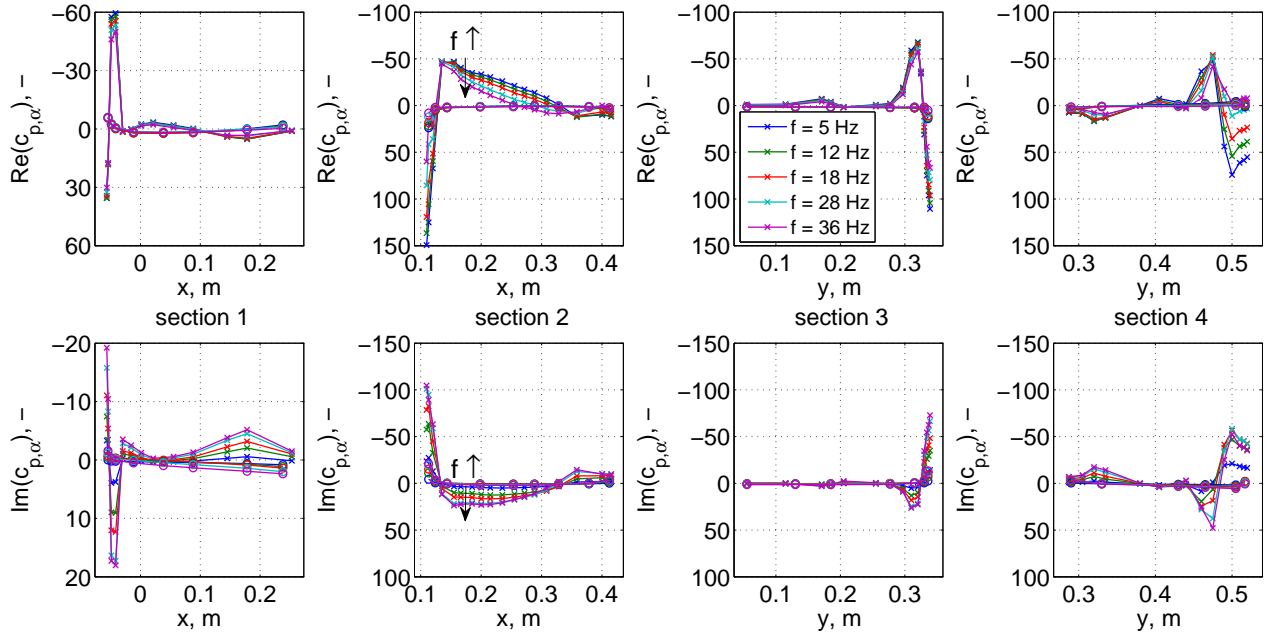 −60
−30
0
30
60
Re(c_{p,α}), −
0 0.1 0.2
x, m
−100
−50
0
50
100
150
Re(c_{p,α}), −
f ↑
0.1 0.2 0.3 0.4
x, m
−100
−50
0
50
100
150
Re(c_{p,α}), −
f = 5 Hz
f = 12 Hz
f = 18 Hz
f = 28 Hz
f = 36 Hz
0.1 0.2 0.3
y, m
−100
−50
0
50
100
150
Re(c_{p,α}), −
0.3 0.4 0.5
y, m
section 1
section 2
section 3
section 4
−20
−10
0
10
20
Im(c_{p,α}), −
0 0.1 0.2
x, m
−150
−100
−50
0
50
100
Im(c_{p,α}), −
f ↑
0.1 0.2 0.3 0.4
x, m
−150
−100
−50
0
50
100
Im(c_{p,α}), −
0.1 0.2 0.3
y, m
−150
−100
−50
0
50
100
Im(c_{p,α}), −
0.3 0.4 0.5
y, m